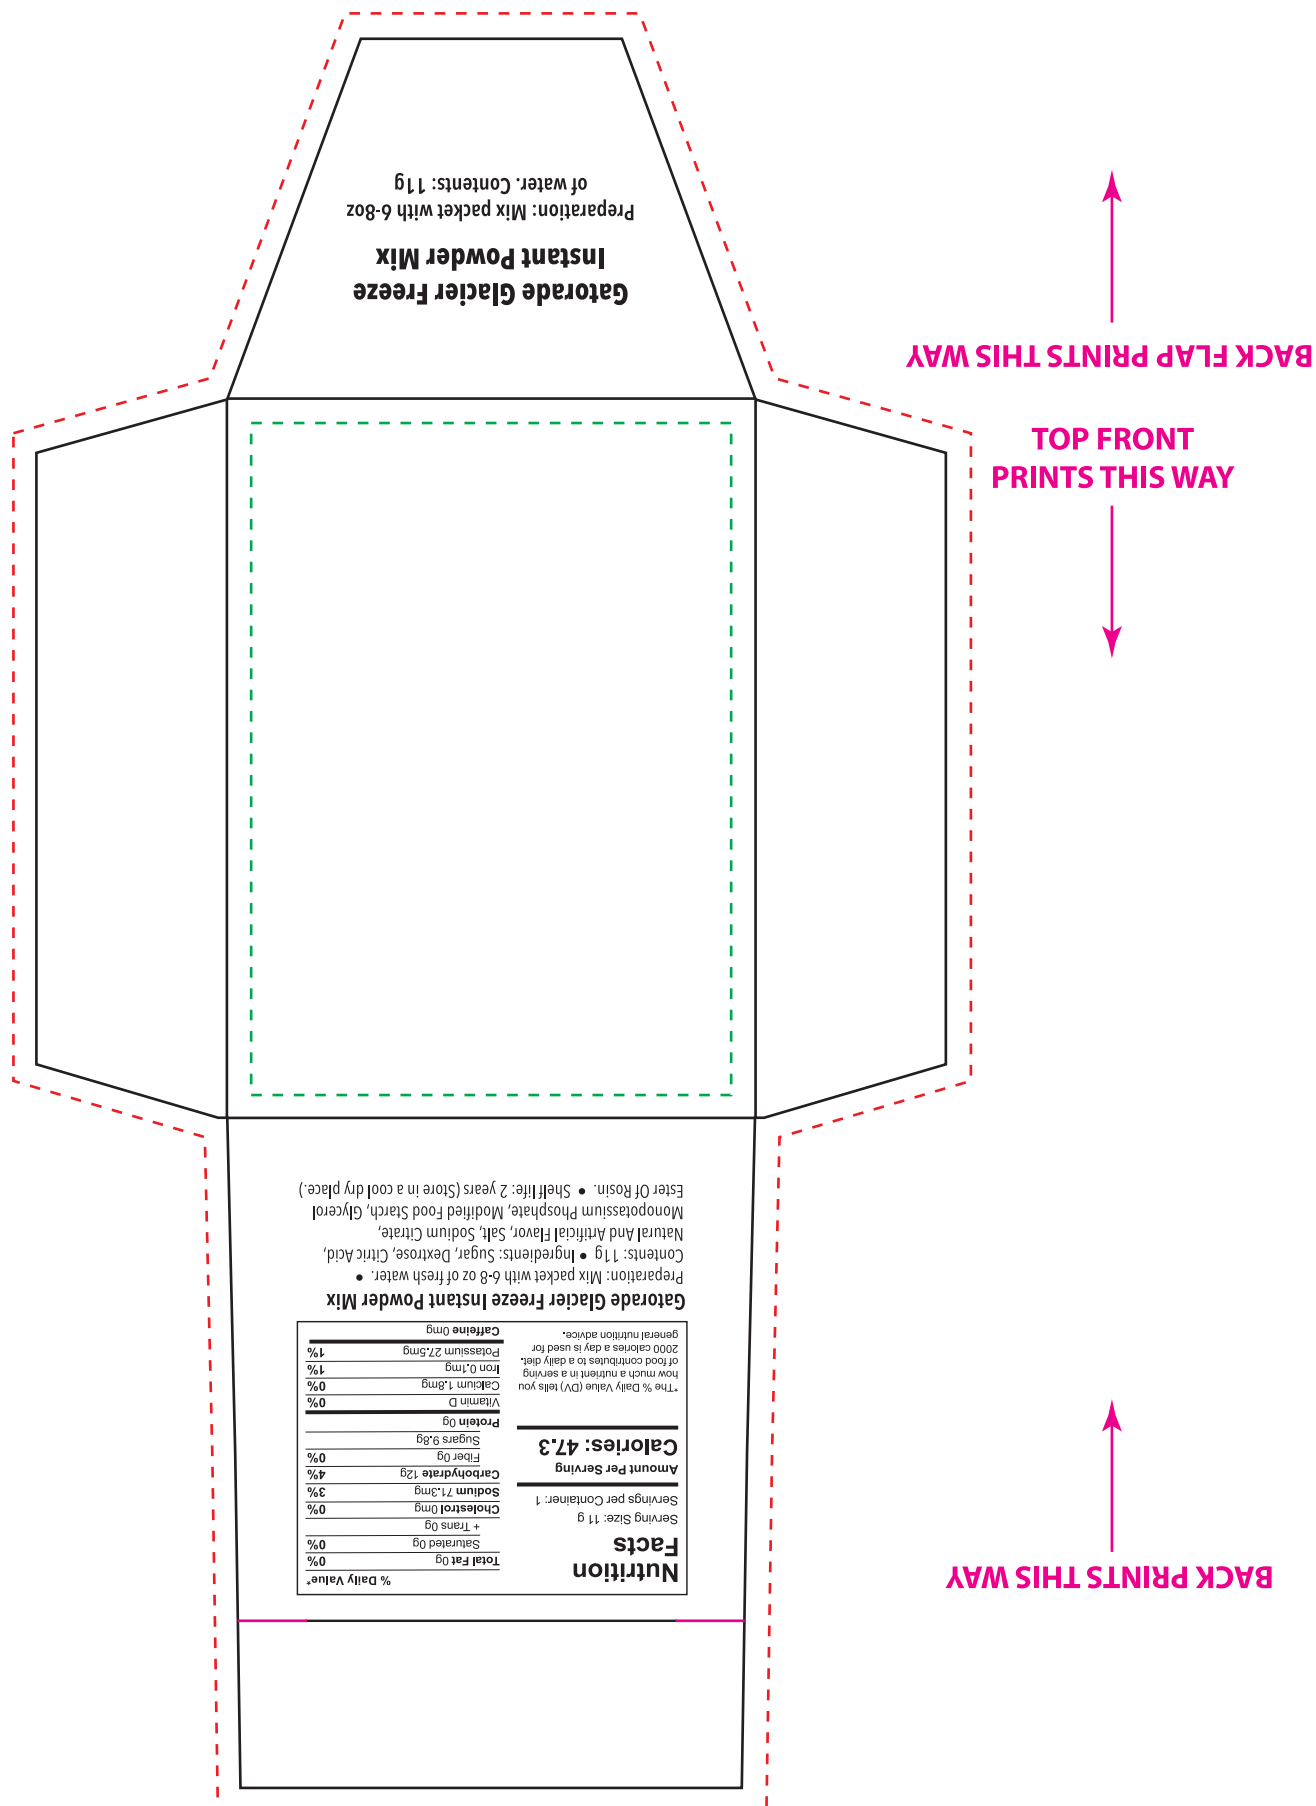 Gatorade Glacier Freeze
Instant Powder Mix
Preparation: Mix packet with 6-8oz
of water. Contents: 11g
BACK FLAP PRINTS THIS WAY
TOP FRONT
PRINTS THIS WAY
BACK PRINTS THIS WAY
Nutrition
Facts
Serving Size: 11 g
Servings per Container: 1
Amount Per Serving
Calories: 47.3
*The % Daily Value (DV) tells you
how much a nutrient in a serving
of food contributes to a daily diet.
2000 calories a day is used for
general nutrition advice.
% Daily Value*
Total Fat 0g 0%
Saturated 0g 0%
+ Trans 0g
Cholestrol 0mg 0%
Sodium 71.3mg 3%
Carbohydrate 12g 4%
Fiber 0g 0%
Sugars 9.8g
Protein 0g
Vitamin D 0%
Calcium 1.8mg 0%
Iron 0.1mg 1%
Potassium 27.5mg 1%
Caffeine 0mg
Gatorade Glacier Freeze Instant Powder Mix
Preparation: Mix packet with 6-8 oz of fresh water. •
Contents: 11g • Ingredients: Sugar, Dextrose, Citric Acid,
Natural And Artificial Flavor, Salt, Sodium Citrate,
Monopotassium Phosphate, Modified Food Starch, Glycerol
Ester Of Rosin. • Shelf life: 2 years (Store in a cool dry place.)